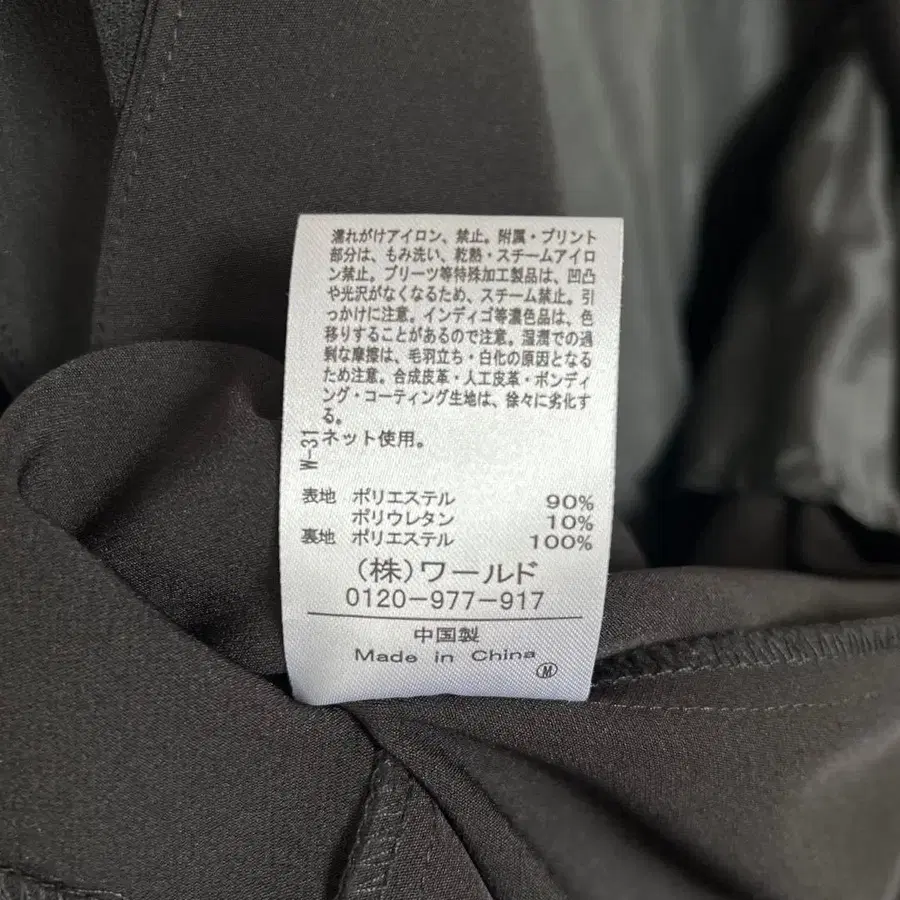 濡れがけアイロン、禁止。附属・プリント
部分は、もみ洗い、乾熱・スチームアイロ
ン禁止。プリーツ等特殊加工製品は、凹凸
や光沢がなくなるため、スチーム禁止。引
っかけに注意。インディゴ等濃色品は、色
移りすることがあるので注意。湿潤での過
剰な摩擦は、毛羽立ち・白化の原因となる
ため注意。合成皮革・人工皮革・ボンディ
ング・コーティング生地は、徐々に劣化す
る。
W-31
ネット使用。
表地 ポリエステル 90%
ポリウレタン 10%
裏地 ポリエステル 100%
(株)ワールド
0120-977-917
中国製
Made in China
M